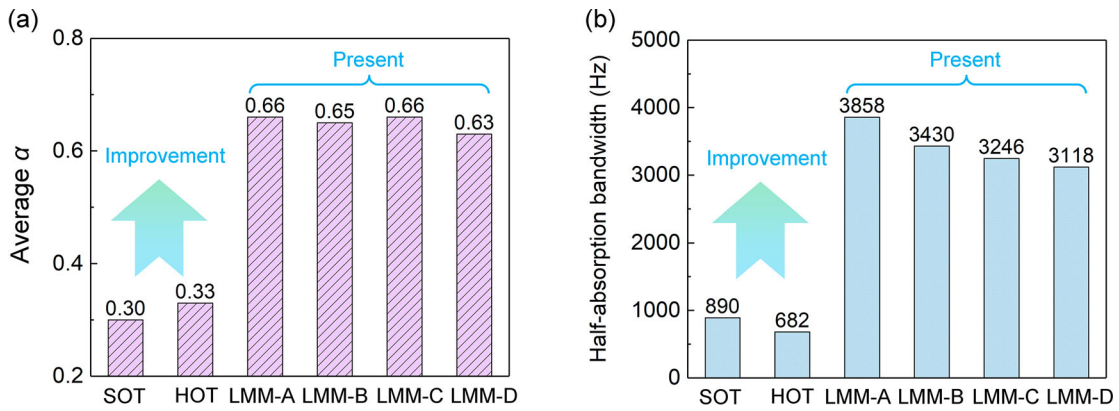 (a)
Average α
0.8
0.6
0.4
0.2
Present
Improvement
0.30
0.33
0.66
0.65
0.66
0.63
SOT HOT LMM-A LMM-B LMM-C LMM-D
(b)
Half-absorption bandwidth (Hz)
5000
4000
3000
2000
1000
0
Present
Improvement
890
682
3858
3430
3246
3118
SOT HOT LMM-A LMM-B LMM-C LMM-D